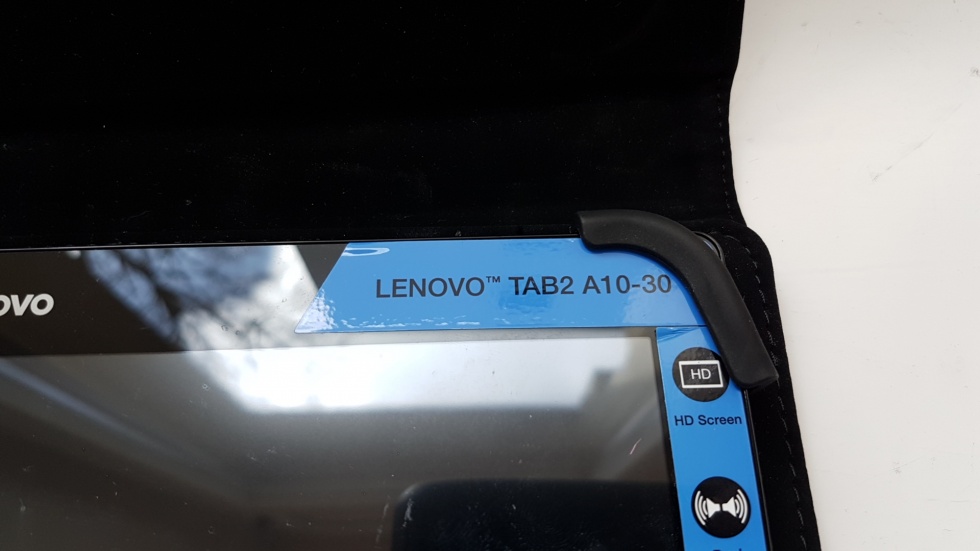 LENOVO™ TAB2 A10-30
OVO
HD
HD Screen